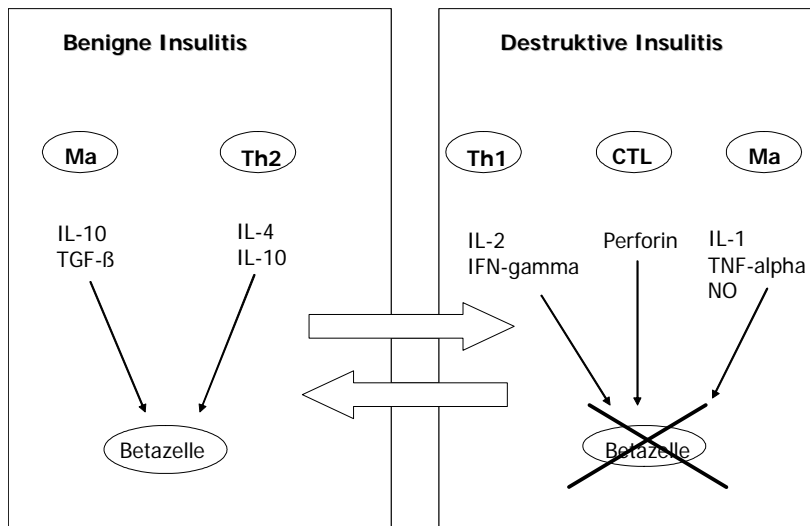 Benigne Insulitis
Ma
Th2
IL-10
TGF-ß
IL-4
IL-10
Betazelle
Destruktive Insulitis
Th1
CTL
Ma
IL-2
IFN-gamma
Perforin
IL-1
TNF-alpha
NO
Betazelle